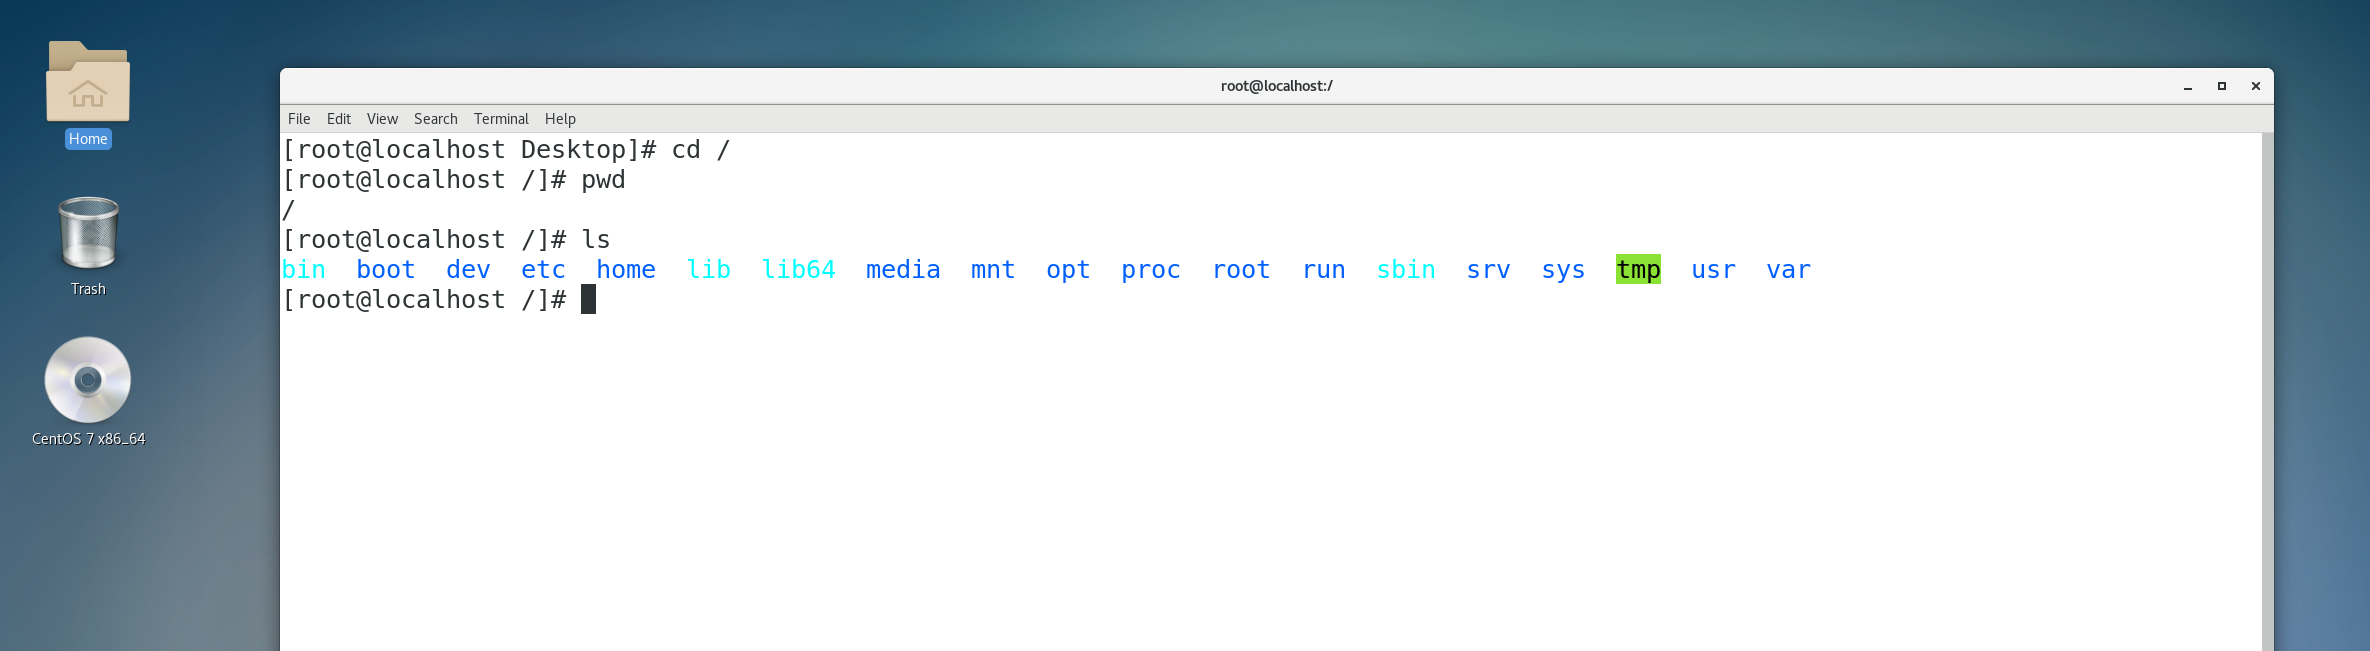 Home
Trash
CentOS 7 x86_64
root@localhost:/
File Edit View Search Terminal Help
[root@localhost Desktop]# cd /
[root@localhost /]# pwd
/
[root@localhost /]# ls
bin  boot  dev  etc  home  lib  lib64  media  mnt  opt  proc  root  run  sbin  srv  sys  tmp  usr  var
[root@localhost /]#